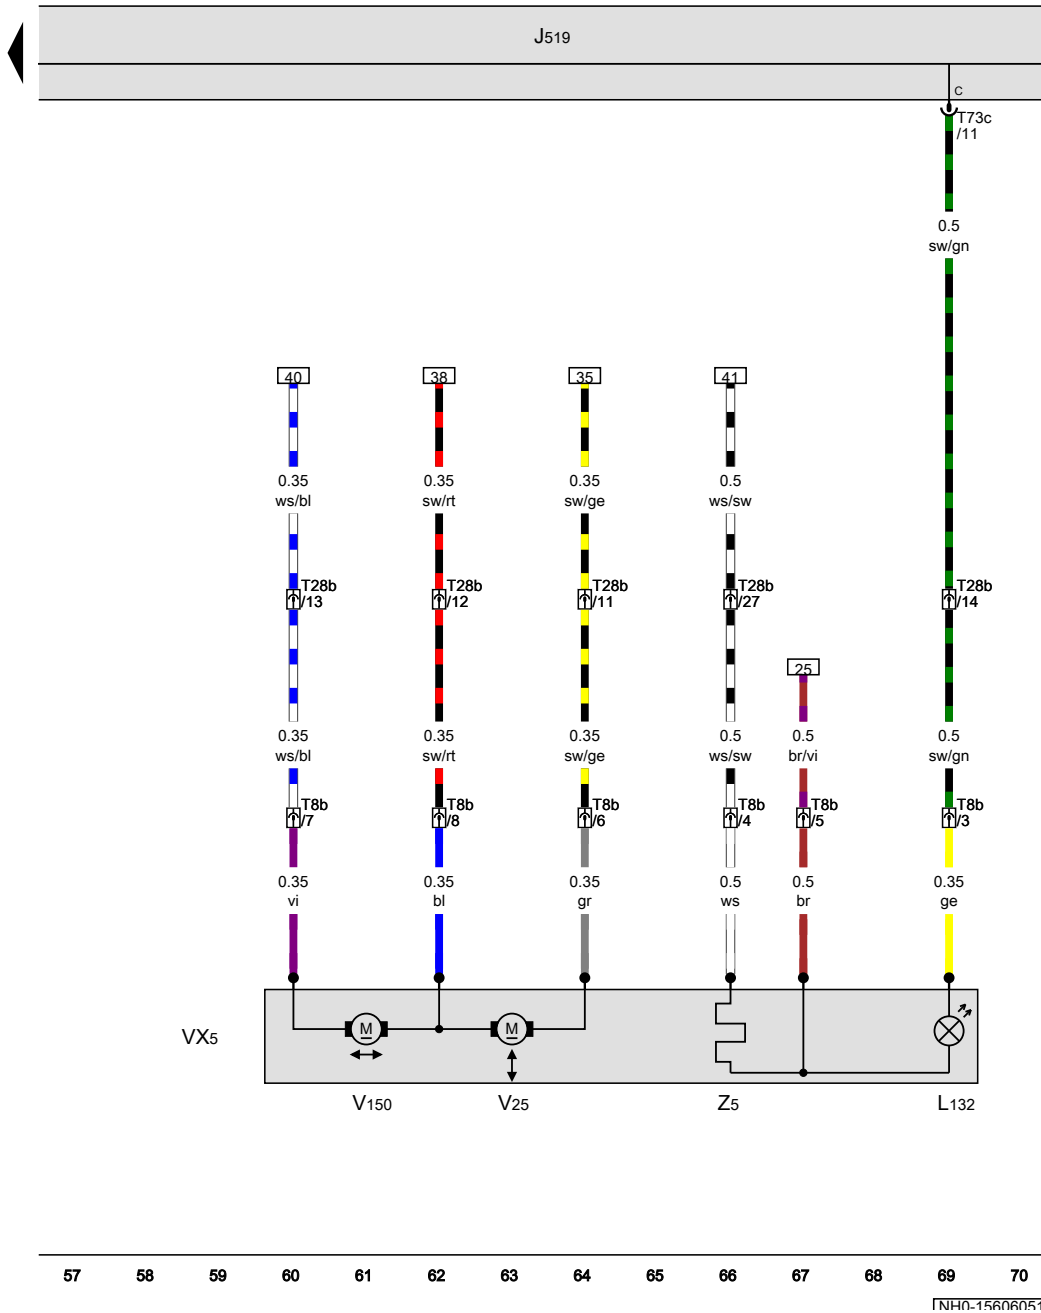 J519
C
T73c
/11
0.5
sw/gn
40
38
35
41
0.35
0.35
0.35
0.5
ws/bl
sw/rt
sw/ge
ws/sw
T28b
/13
T28b
/12
T28b
/11
T28b
/27
T28b
/14
25
0.35
0.35
0.35
0.5
0.5
0.5
ws/bl
sw/rt
sw/ge
ws/sw
br/vi
sw/gn
T8b
/7
T8b
/8
T8b
/6
T8b
/4
T8b
/5
T8b
/3
0.35
0.35
0.35
0.5
0.5
0.35
vi
bl
gr
ws
br
ge
M
M
VX5
V150
V25
Z5
L132
57 58 59 60 61 62 63 64 65 66 67 68 69 70
NH0-15606051